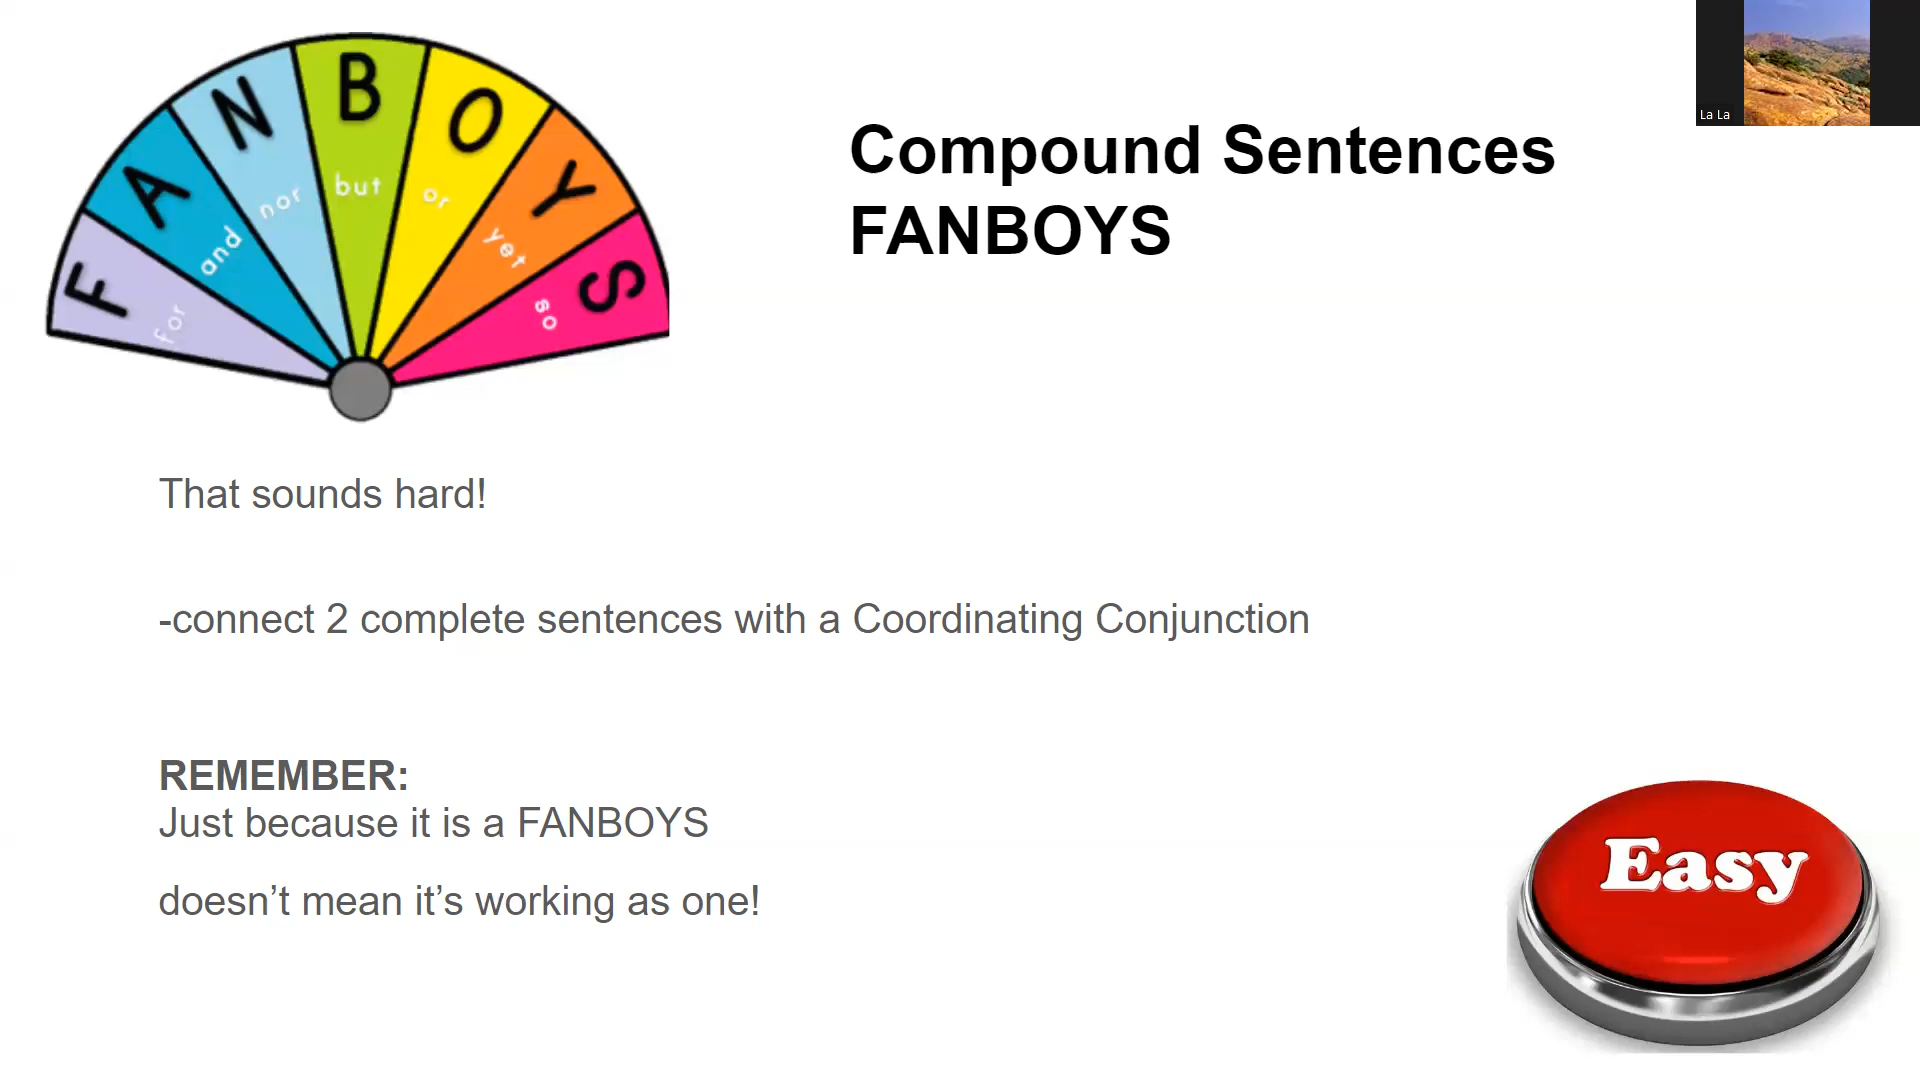 F
for
A
and
N
nor
B
but
O
or
Y
yet
S
so
Compound Sentences
FANBOYS
La La
That sounds hard!
-connect 2 complete sentences with a Coordinating Conjunction
REMEMBER:
Just because it is a FANBOYS
doesn’t mean it’s working as one!
Easy